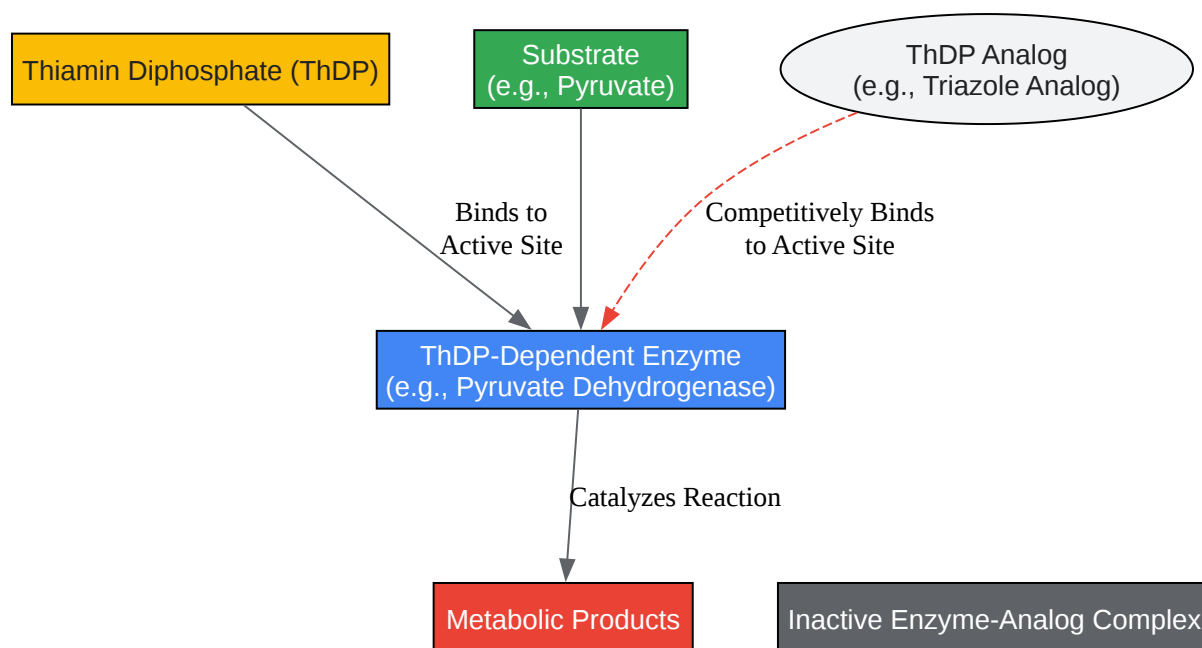 Thiamin Diphosphate (ThDP)
Substrate
(e.g., Pyruvate)
ThDP Analog
(e.g., Triazole Analog)
Binds to
Active Site
Competitively Binds
to Active Site
ThDP-Dependent Enzyme
(e.g., Pyruvate Dehydrogenase)
Catalyzes Reaction
Metabolic Products
Inactive Enzyme-Analog Complex